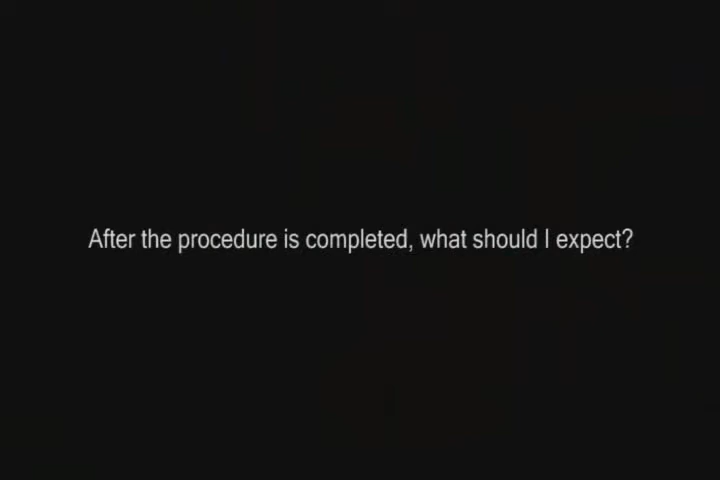 After the procedure is completed, what should I expect?